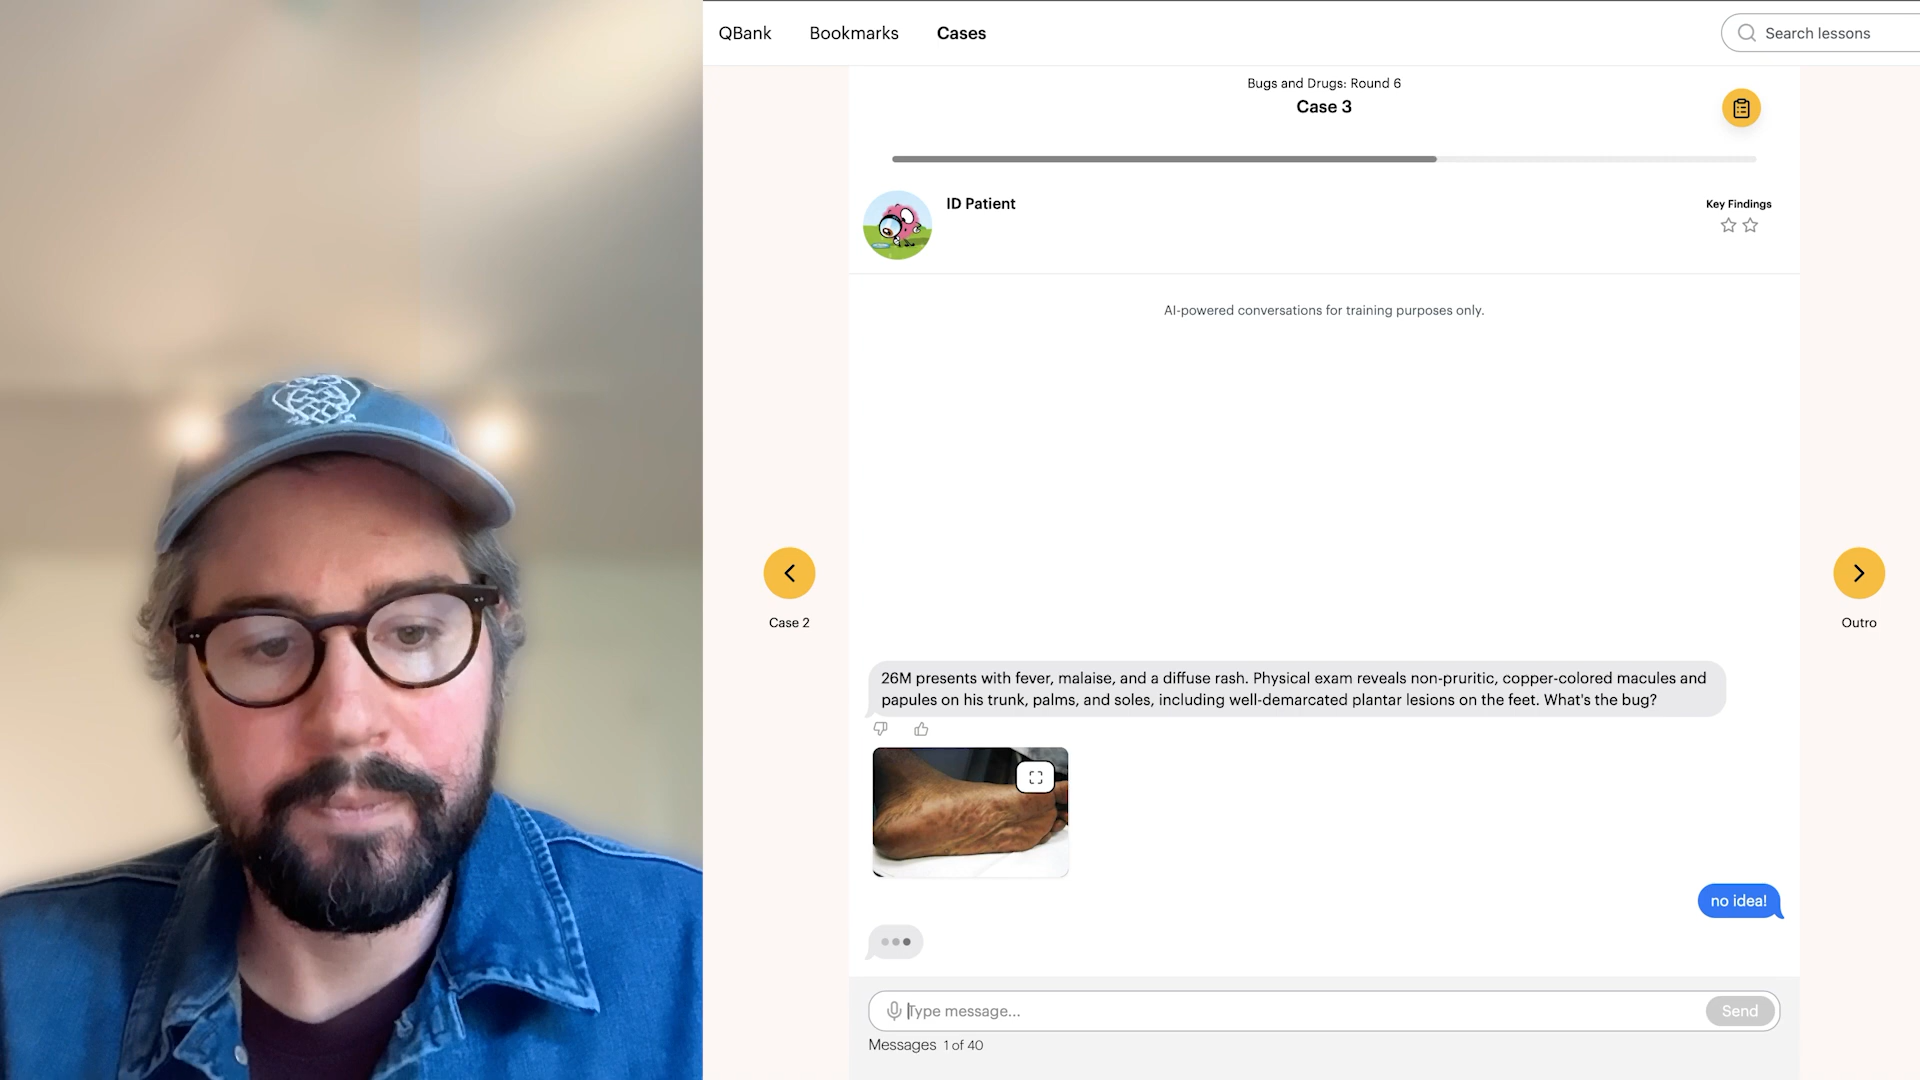 QBank Bookmarks Cases Search lessons
Bugs and Drugs: Round 6
Case 3
ID Patient
Key Findings
AI-powered conversations for training purposes only.
Case 2
Outro
26M presents with fever, malaise, and a diffuse rash. Physical exam reveals non-pruritic, copper-colored macules and
papules on his trunk, palms, and soles, including well-demarcated plantar lesions on the feet. What's the bug?
no idea!
Type message...
Send
Messages 1 of 40